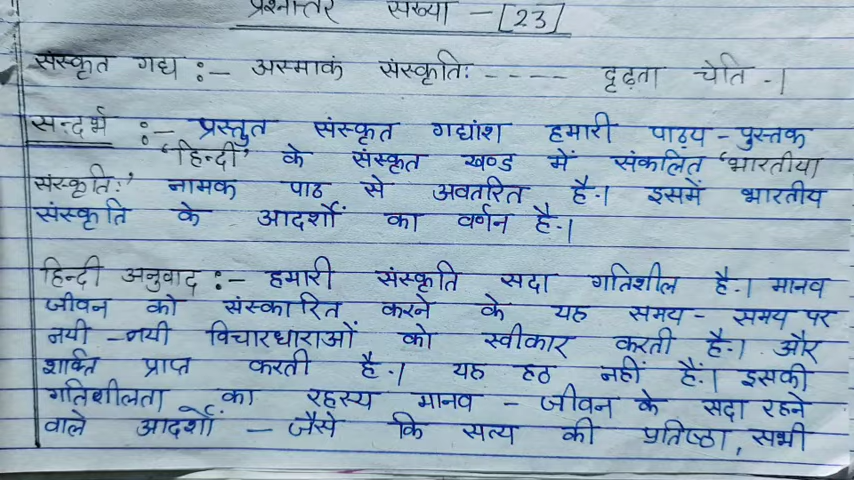 प्रश्नोत्तर संख्या -[23]
संस्कृत गद्य :- अस्माकं संस्कृतिः ---- दृढ़ता चेति -।
सन्दर्भ :- प्रस्तुत संस्कृत गद्यांश हमारी पाठ्य - पुस्तक
'हिन्दी' के संस्कृत खण्ड में संकलित 'भारतीया
संस्कृतिः' नामक पाठ से अवतरित है।. इसमें भारतीय
संस्कृति के आदर्शों का वर्णन है-।
हिन्दी अनुवाद :- हमारी संस्कृति सदा गतिशील है-। मानव
जीवन को संस्कारित करने के यह समय - समय पर
नयी - नयी विचारधाराओं को स्वीकार करती है-। और
शक्ति प्राप्त करती है-। यह हठ नहीं हैं-। इसकी
गतिशीलता का रहस्य मानव - जीवन के सदा रहने
वाले आदर्शों - जैसे कि सत्य की प्रतिष्ठा, सभी